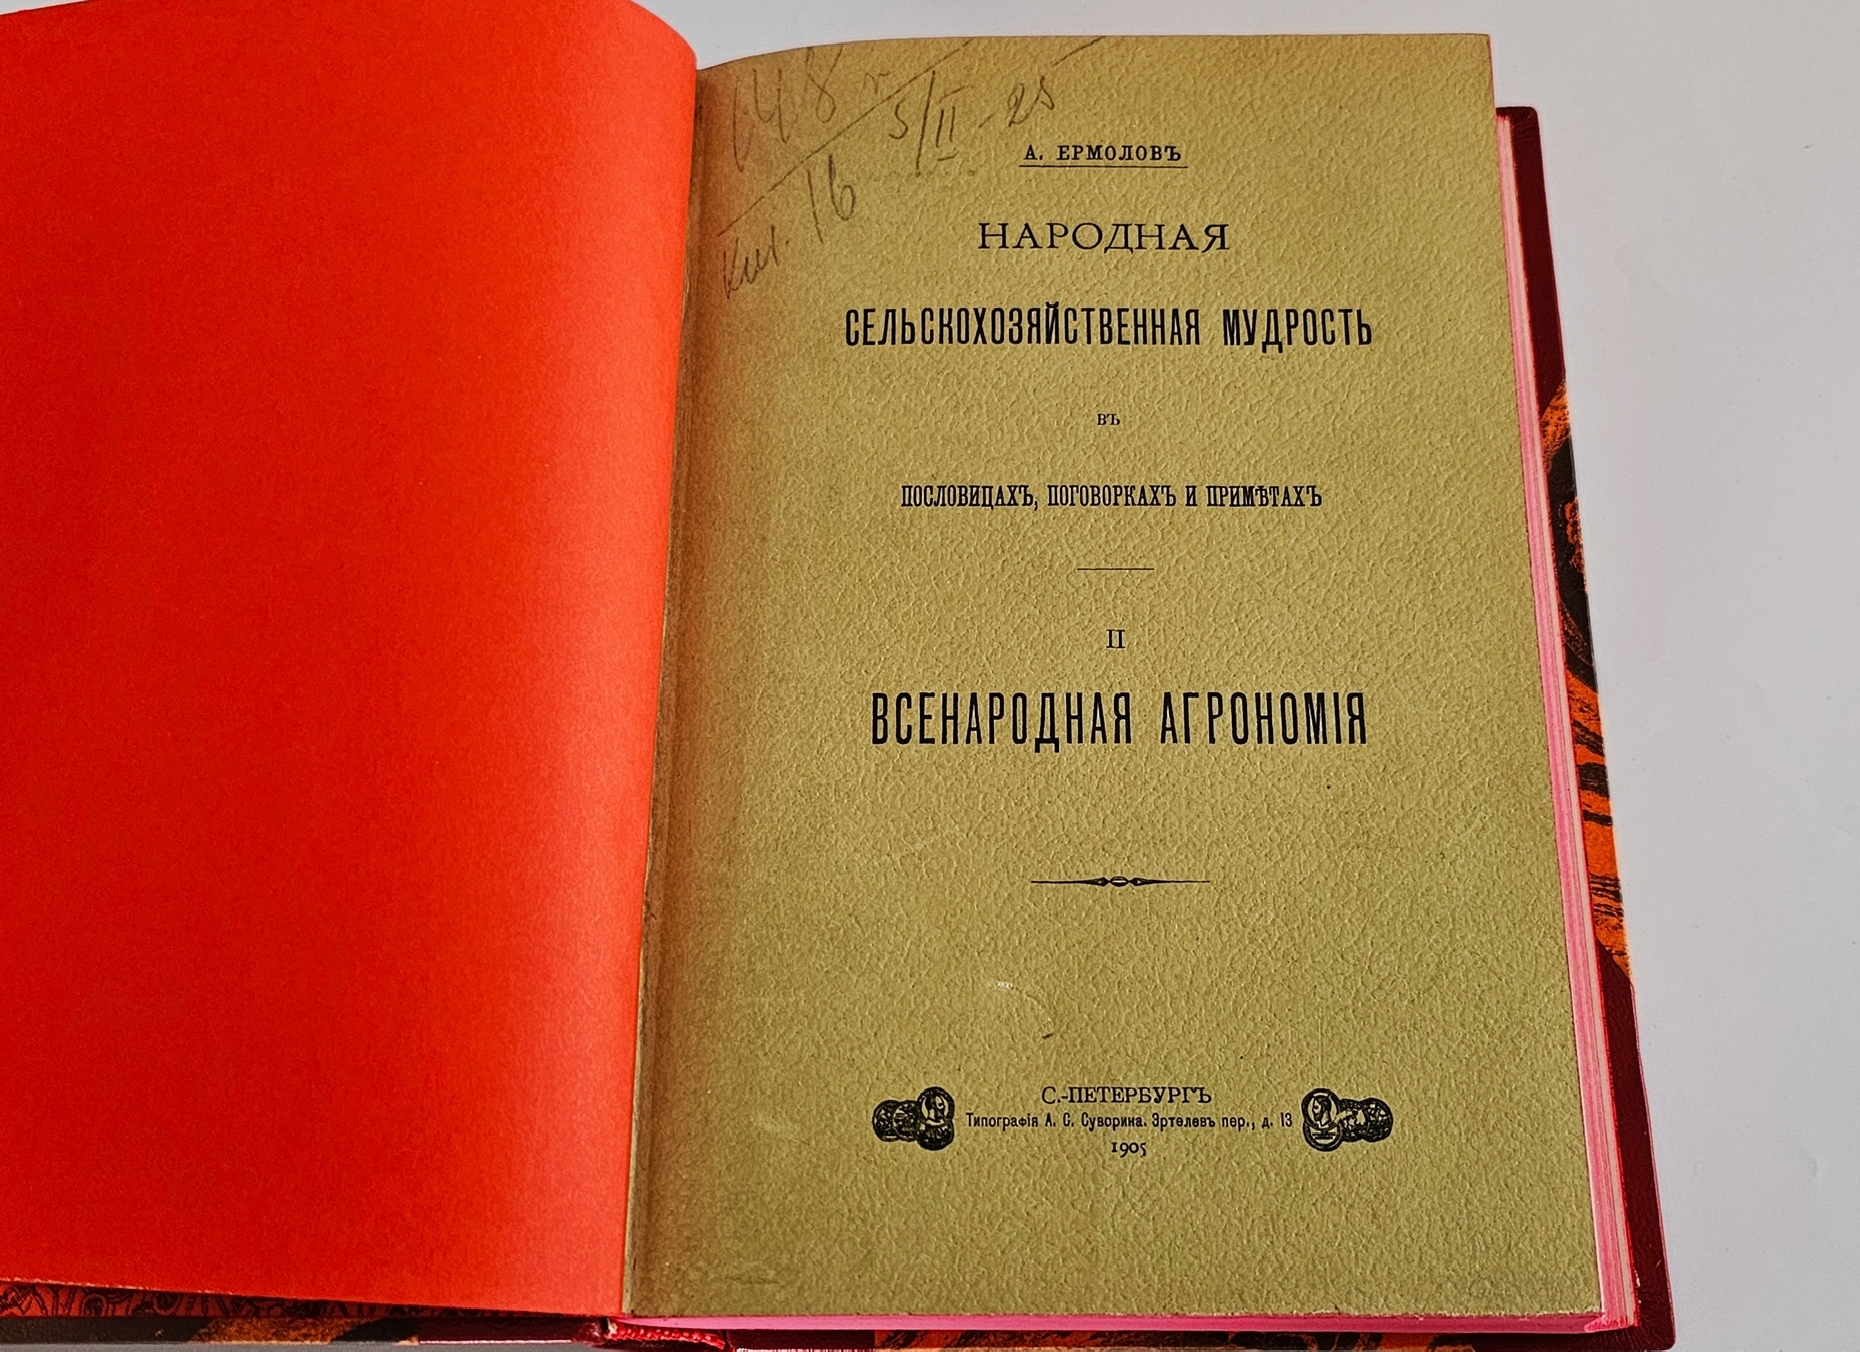 648
16
5/II-25
А. ЕРМОЛОВЪ
НАРОДНАЯ
СЕЛЬСКОХОЗЯЙСТВЕННАЯ МУДРОСТЬ
ВЪ
ПОСЛОВИЦАХЪ, ПОГОВОРКАХЪ И ПРИМѢТАХЪ
II
ВСЕНАРОДНАЯ АГРОНОМІЯ
С.-ПЕТЕРБУРГЪ
Типографія А. С. Суворина. Эртелевъ пер., д. 13
1905